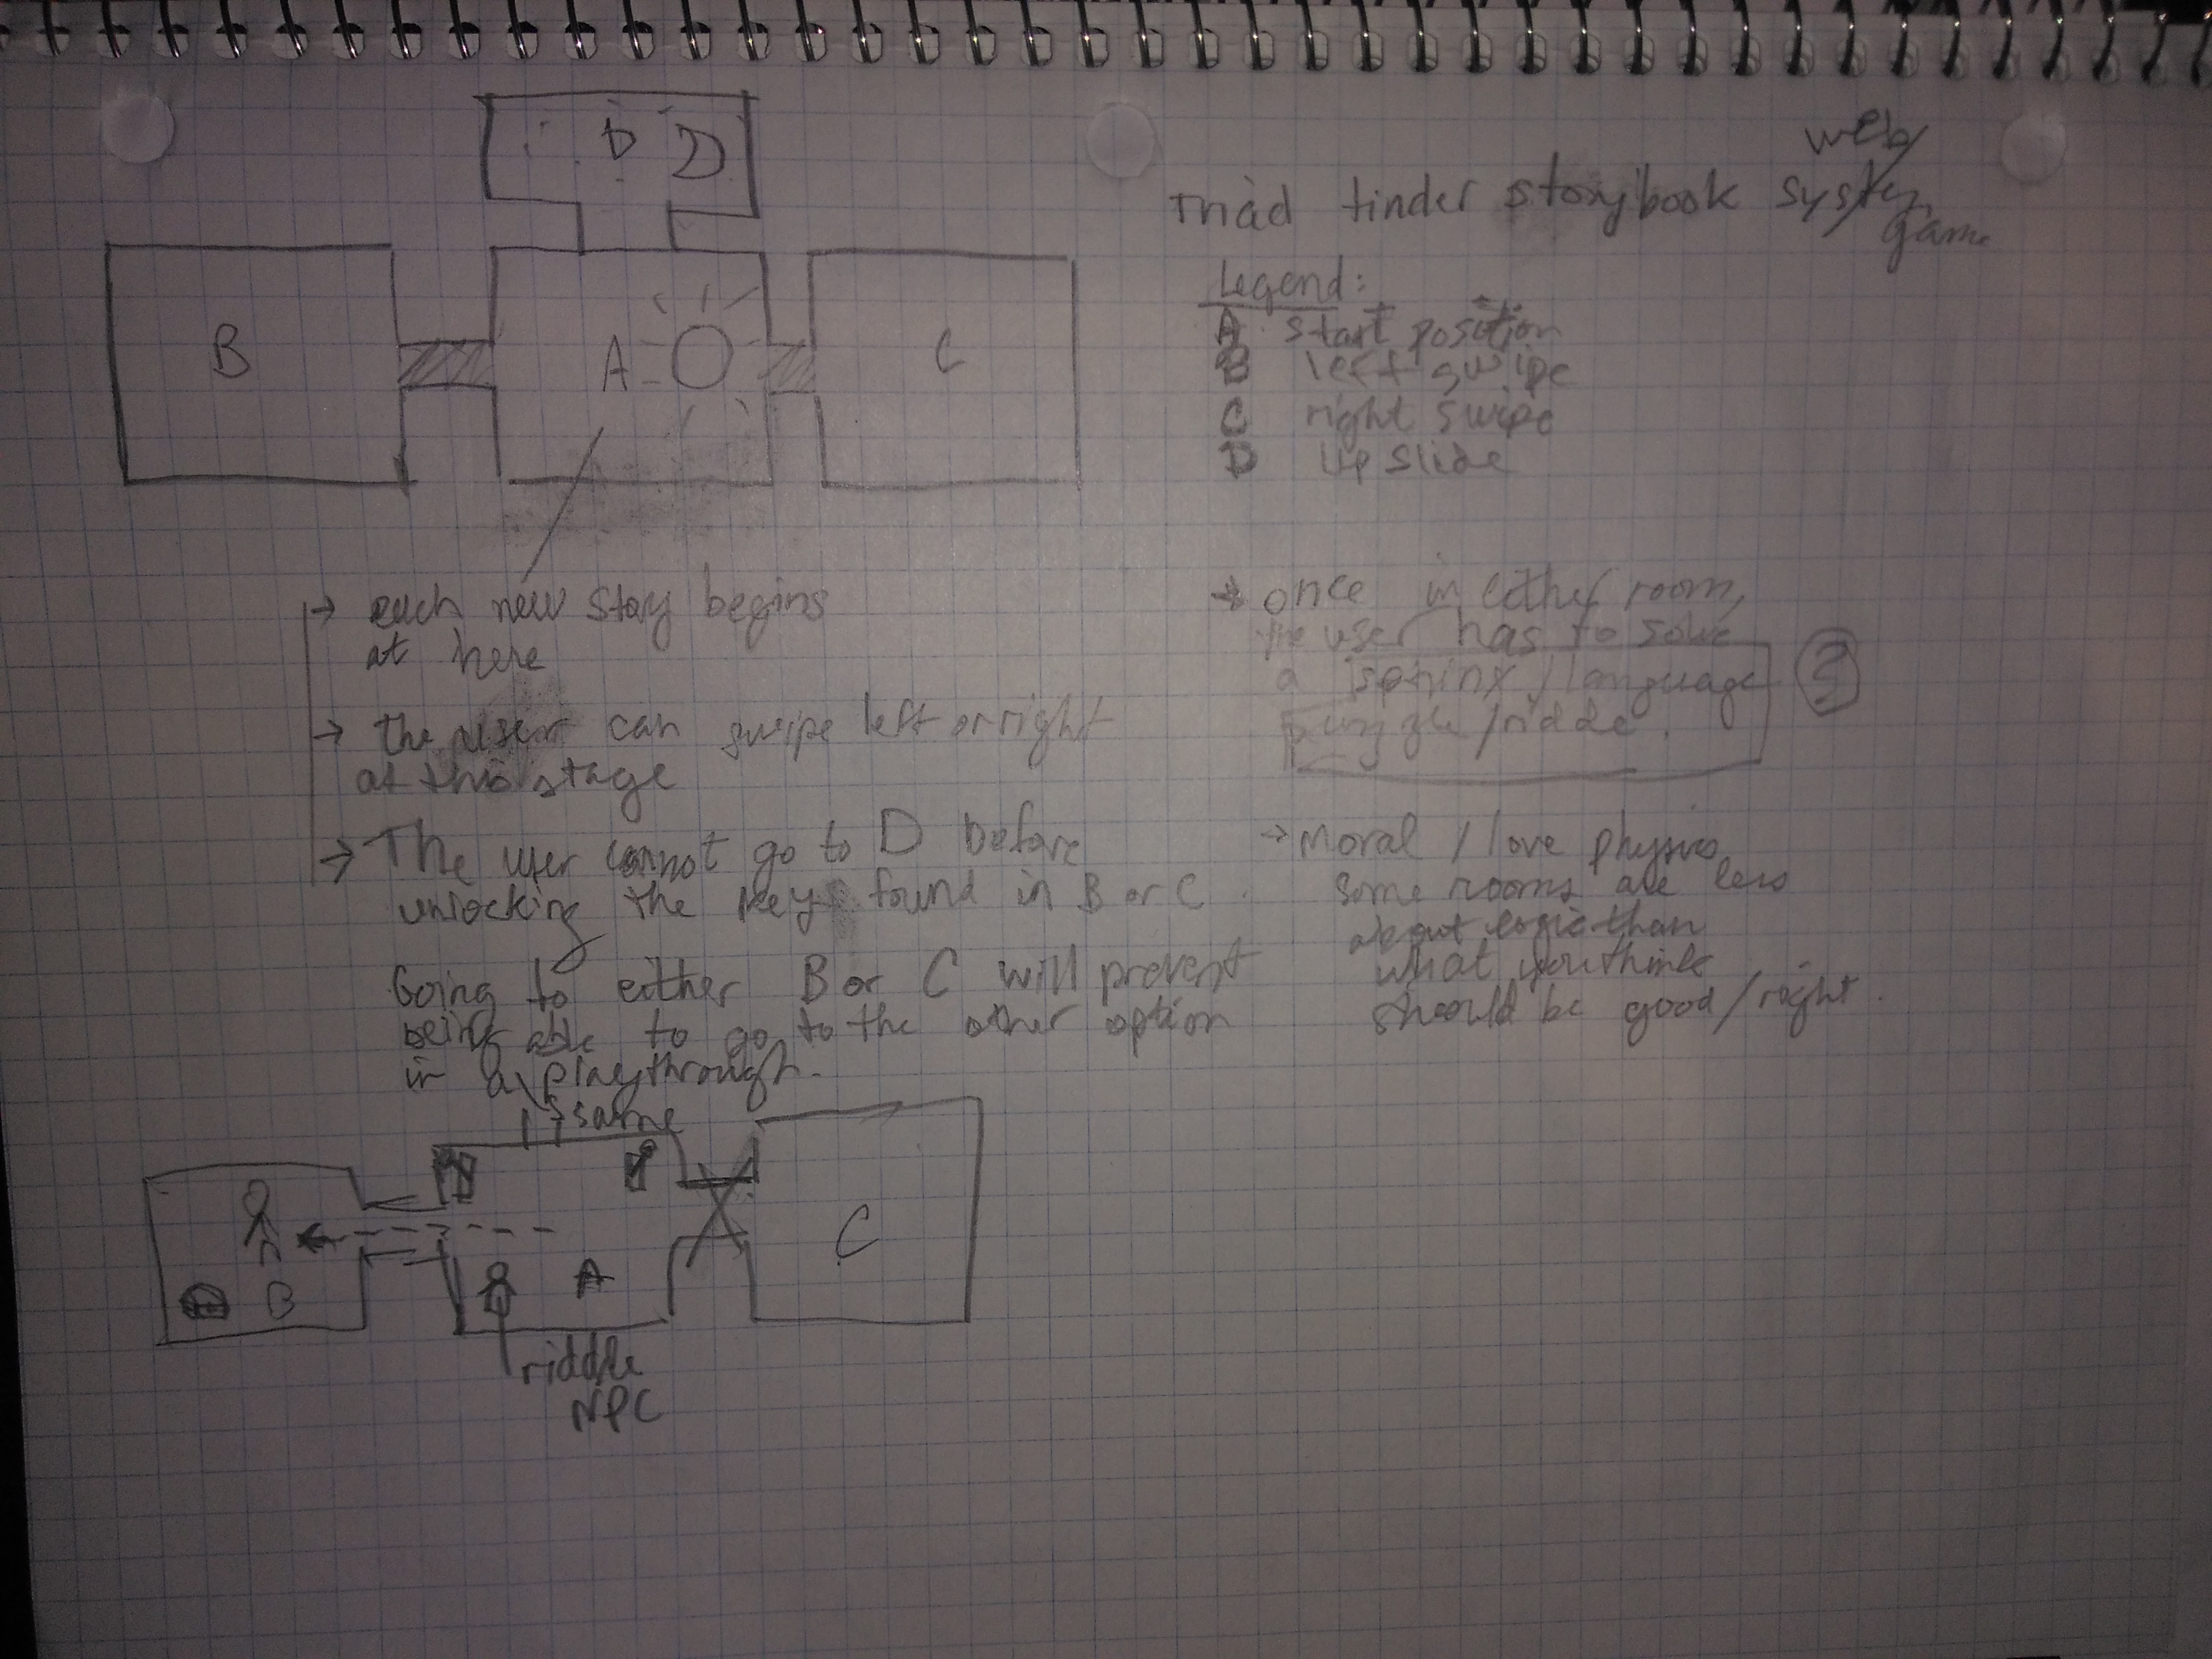 D
B
A
C
web
Triad tinder storybook system
game
Legend:
A start position
B left swipe
C right swipe
D up slide
→ each new story begins
at here
→ the user can swipe left or right
at this stage
→ The user cannot go to D before
unlocking the keys found in B or C.
Going to either B or C will prevent
being able to go to the other option
in a playthrough.
same
→ once in either room,
the user has to solve
a sphinx / language
puzzle / riddle.
?
→ Moral / love physics
some rooms are less
about logic than
what you think
should be good / right.
B
A
C
riddle
NPC